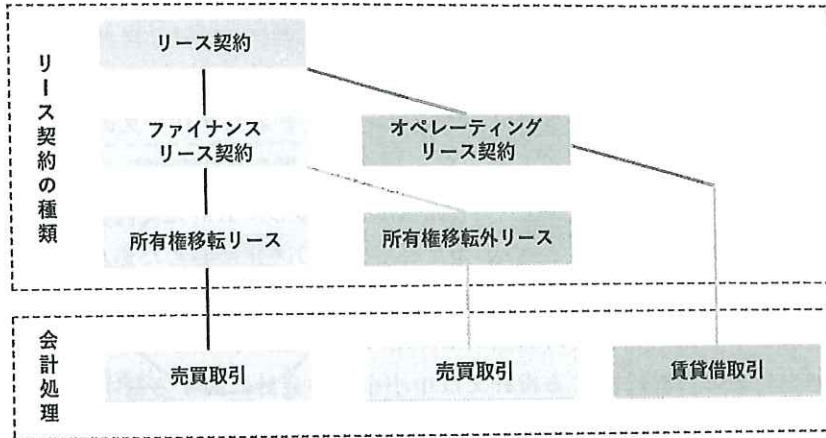 リース契約の種類
リース契約
ファイナンス
リース契約
オペレーティング
リース契約
所有権移転リース
所有権移転外リース
会計処理
売買取引
売買取引
賃貸借取引